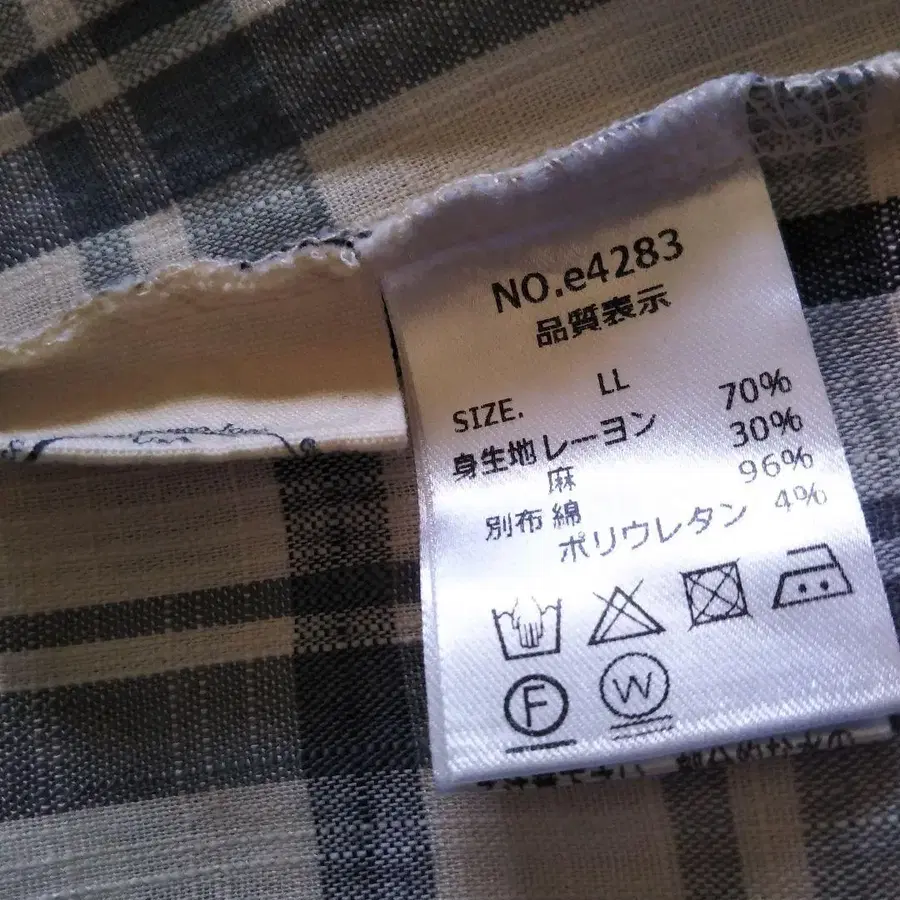 NO.e4283
品質表示
SIZE. LL
身生地 レーヨン 70%
麻 30%
別布 綿 96%
ポリウレタン 4%
F
W